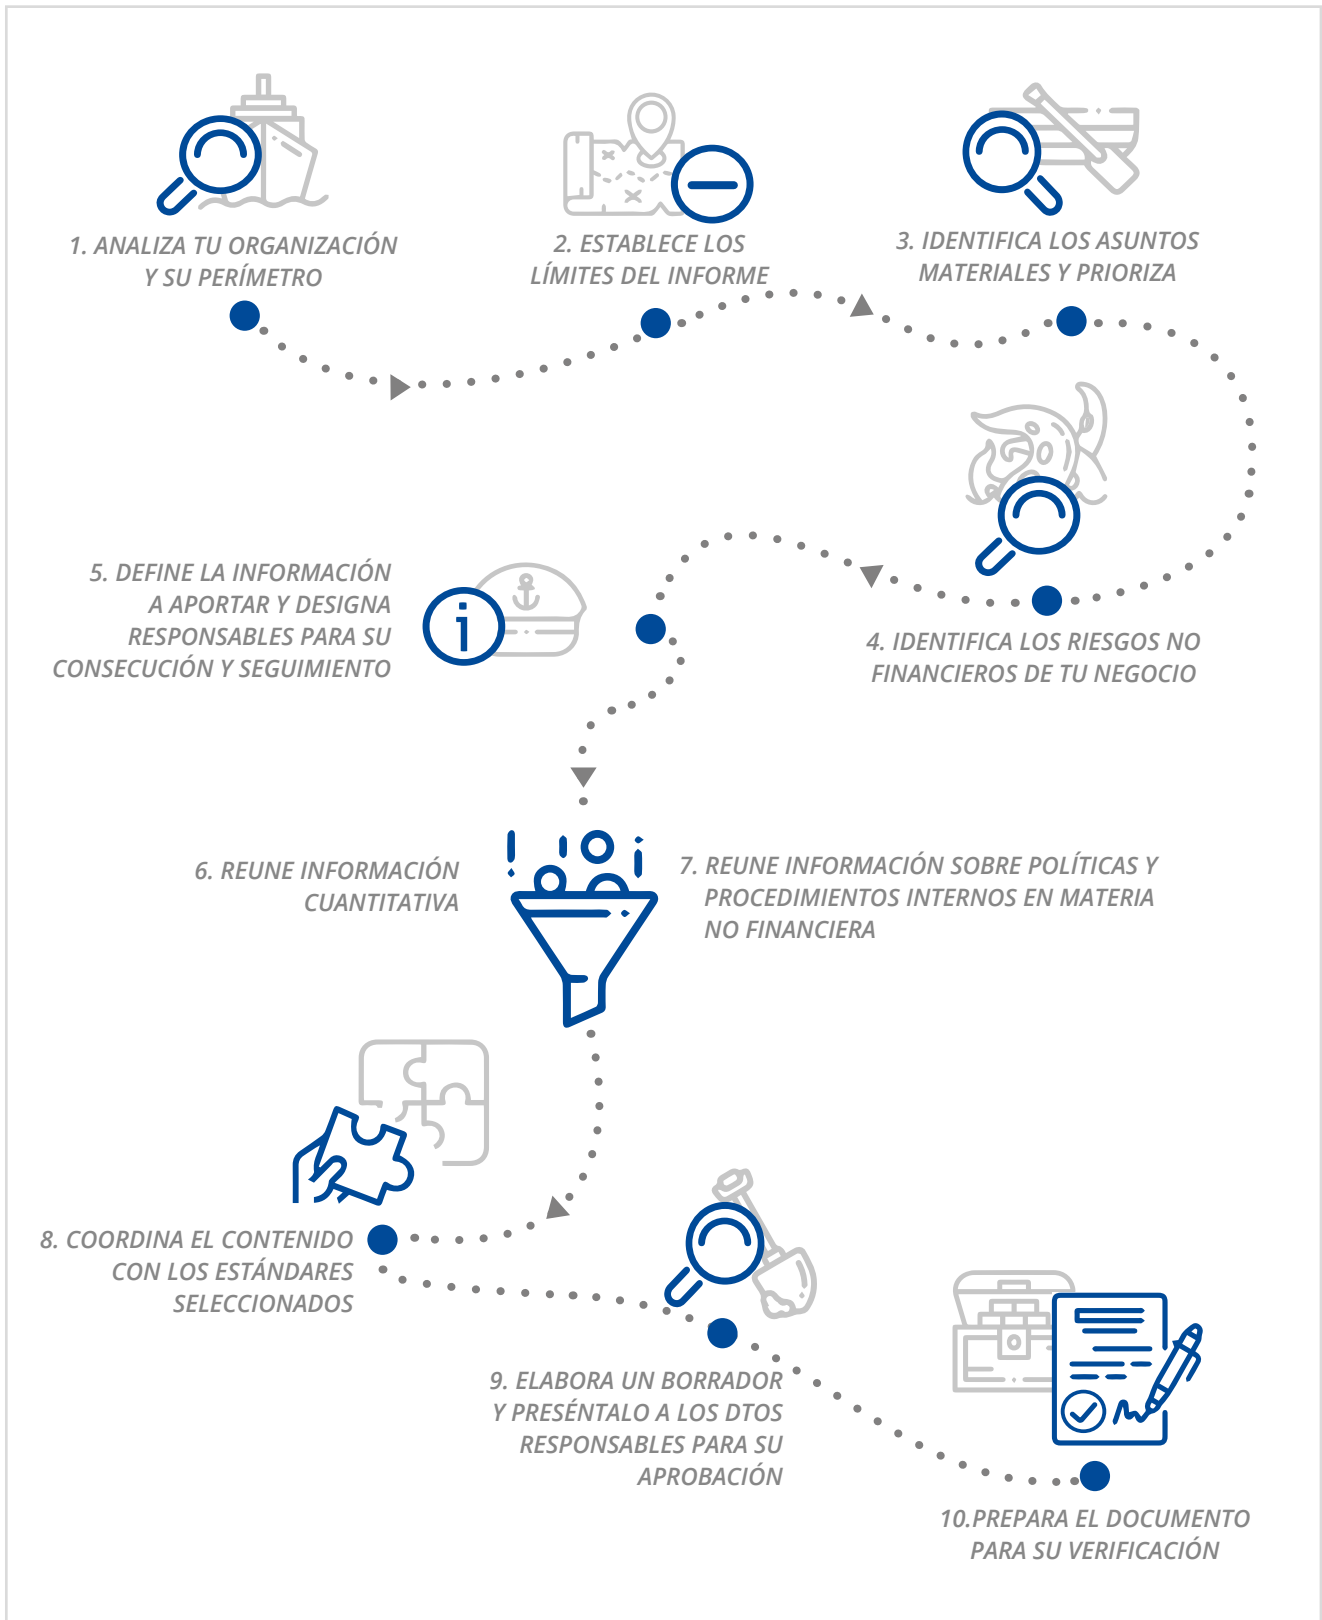 1. ANALIZA TU ORGANIZACIÓN
Y SU PERÍMETRO
2. ESTABLECE LOS
LÍMITES DEL INFORME
3. IDENTIFICA LOS ASUNTOS
MATERIALES Y PRIORIZA
4. IDENTIFICA LOS RIESGOS NO
FINANCIEROS DE TU NEGOCIO
5. DEFINE LA INFORMACIÓN
A APORTAR Y DESIGNA
RESPONSABLES PARA SU
CONSECUCIÓN Y SEGUIMIENTO
i
6. REUNE INFORMACIÓN
CUANTITATIVA
7. REUNE INFORMACIÓN SOBRE POLÍTICAS Y
PROCEDIMIENTOS INTERNOS EN MATERIA
NO FINANCIERA
8. COORDINA EL CONTENIDO
CON LOS ESTÁNDARES
SELECCIONADOS
9. ELABORA UN BORRADOR
Y PRESÉNTALO A LOS DTOS
RESPONSABLES PARA SU
APROBACIÓN
10.PREPARA EL DOCUMENTO
PARA SU VERIFICACIÓN